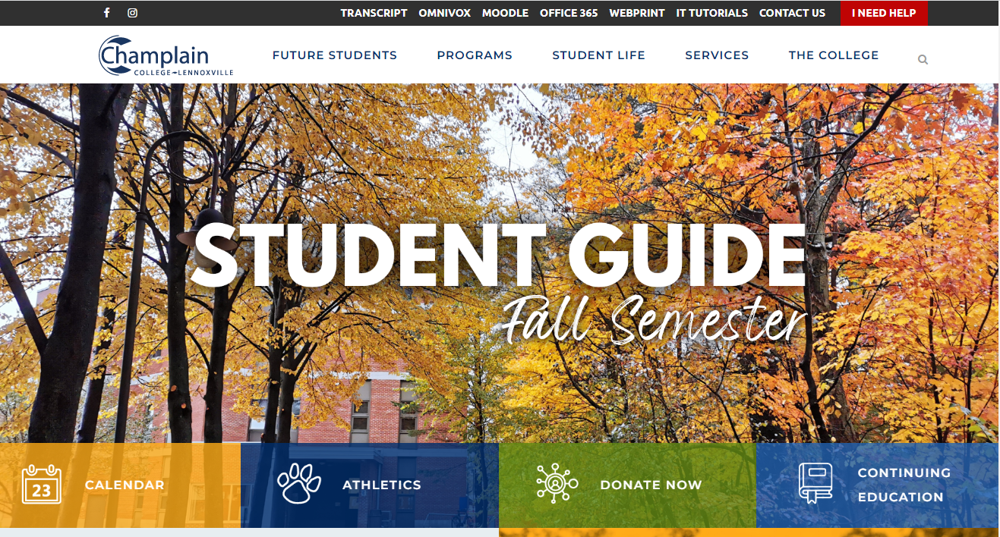 TRANSCRIPT OMNIVOX MOODLE OFFICE 365 WEBPRINT IT TUTORIALS CONTACT US I NEED HELP
Champlain
COLLEGE-LENNOXVILLE
FUTURE STUDENTS PROGRAMS STUDENT LIFE SERVICES THE COLLEGE
STUDENT GUIDE
Fall Semester
23 CALENDAR
ATHLETICS
DONATE NOW
CONTINUING
EDUCATION